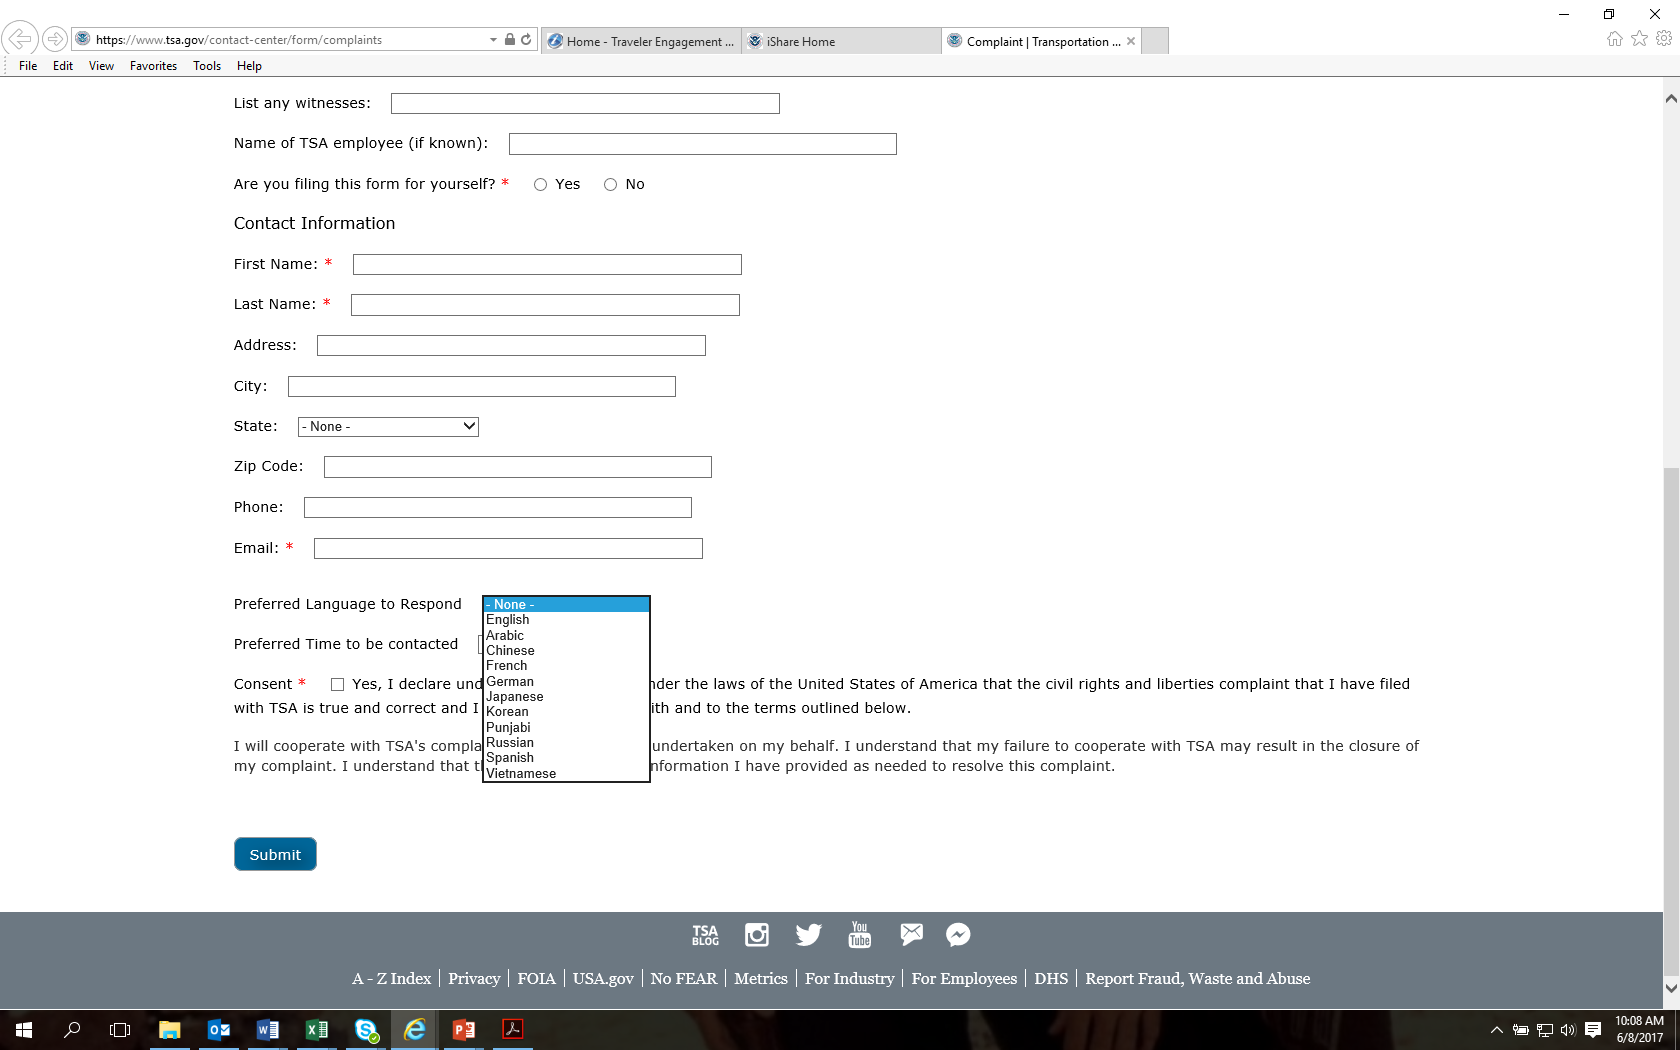 https://www.tsa.gov/contact-center/form/complaints
Home - Traveler Engagement ...
iShare Home
Complaint | Transportation ...
File Edit View Favorites Tools Help
List any witnesses:
Name of TSA employee (if known):
Are you filing this form for yourself? * Yes No
Contact Information
First Name: *
Last Name: *
Address:
City:
State: - None -
Zip Code:
Phone:
Email: *
Preferred Language to Respond - None -
English
Arabic
Chinese
French
German
Japanese
Korean
Punjabi
Russian
Spanish
Vietnamese
Preferred Time to be contacted
Consent * Yes, I declare und nder the laws of the United States of America that the civil rights and liberties complaint that I have filed
with TSA is true and correct and I ith and to the terms outlined below.
I will cooperate with TSA's compla undertaken on my behalf. I understand that my failure to cooperate with TSA may result in the closure of
my complaint. I understand that t nformation I have provided as needed to resolve this complaint.
Submit
TSA
BLOG
You
Tube
A - Z Index | Privacy | FOIA | USA.gov | No FEAR | Metrics | For Industry | For Employees | DHS | Report Fraud, Waste and Abuse
10:08 AM
6/8/2017